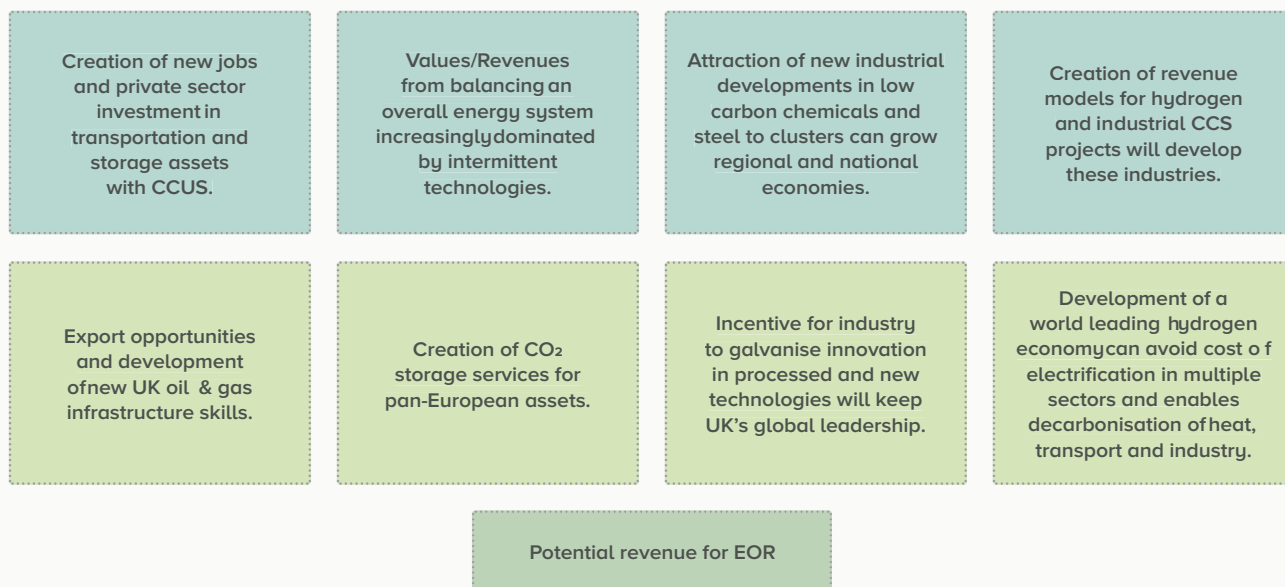 Creation of new jobs
and private sector
investment in
transportation and
storage assets
with CCUS.
Values/Revenues
from balancing an
overall energy system
increasingly dominated
by intermittent
technologies.
Attraction of new industrial
developments in low
carbon chemicals and
steel to clusters can grow
regional and national
economies.
Creation of revenue
models for hydrogen
and industrial CCS
projects will develop
these industries.
Export opportunities
and development
of new UK oil & gas
infrastructure skills.
Creation of CO₂
storage services for
pan-European assets.
Incentive for industry
to galvanise innovation
in processed and new
technologies will keep
UK's global leadership.
Development of a
world leading hydrogen
economy can avoid cost of
electrification in multiple
sectors and enables
decarbonisation of heat,
transport and industry.
Potential revenue for EOR